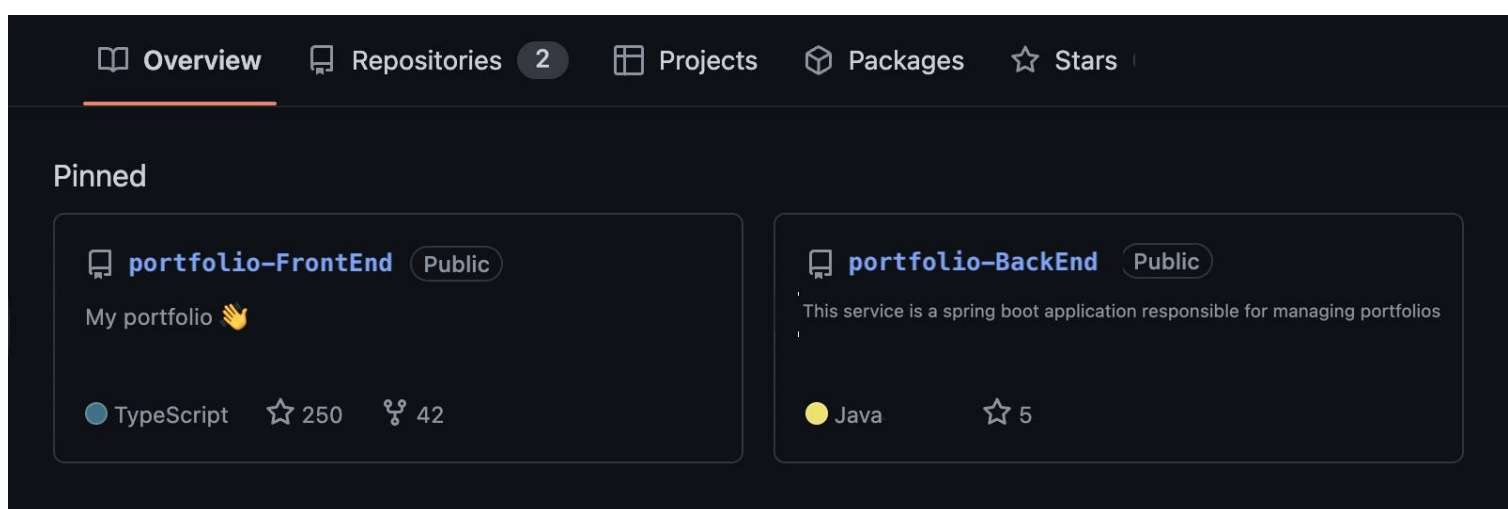 Overview Repositories 2 Projects Packages Stars
Pinned
portfolio-FrontEnd Public
My portfolio 👋
TypeScript 250 42
portfolio-BackEnd Public
This service is a spring boot application responsible for managing portfolios
Java 5